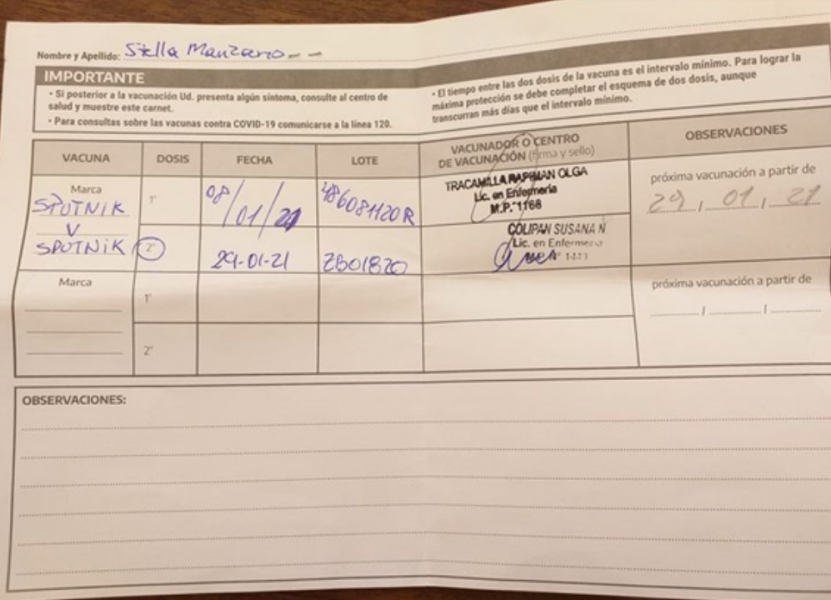 Nombre y Apellido: Stella Manzano - -
IMPORTANTE
• Si posterior a la vacunación Ud. presenta algún síntoma, consulte al centro de
salud y muestre este carnet.
• Para consultas sobre las vacunas contra COVID-19 comunicarse a la línea 120.
• El tiempo entre las dos dosis de la vacuna es el intervalo mínimo. Para lograr la
máxima protección se debe completar el esquema de dos dosis, aunque
transcurran más días que el intervalo mínimo.
VACUNA DOSIS FECHA LOTE VACUNADOR O CENTRO
DE VACUNACIÓN (firma y sello) OBSERVACIONES
Marca
SPUTNIK
V
1°
08/01/21
486081120R
TRACAMILLA RAPIMAN OLGA
Lic. en Enfermería
M.P. 1168
próxima vacunación a partir de
29, 01, 21
SPOTNIK
2°
29-01-21
COLIPAN SUSANA N
Lic. en Enfermería
Marca
1°
2°
próxima vacunación a partir de
/ /
OBSERVACIONES: